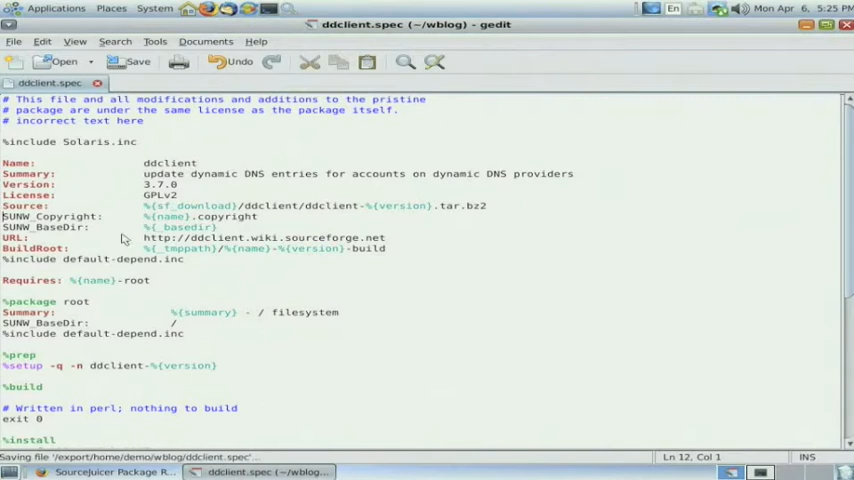 Applications Places System En Mon Apr 6, 5:25 PM
ddclient.spec (~/wblog) - gedit
File Edit View Search Tools Documents Help
Open Save Undo
ddclient.spec
# This file and all modifications and additions to the pristine
# package are under the same license as the package itself.
# incorrect text here
%include Solaris.inc
Name: ddclient
Summary: update dynamic DNS entries for accounts on dynamic DNS providers
Version: 3.7.0
License: GPLv2
Source: %{sf_download}/ddclient/ddclient-%{version}.tar.bz2
SUNW_Copyright: %{name}.copyright
SUNW_BaseDir: %{_basedir}
URL: http://ddclient.wiki.sourceforge.net
BuildRoot: %{_tmppath}/%{name}-%{version}-build
%include default-depend.inc
Requires: %{name}-root
%package root
Summary: %{summary} - / filesystem
SUNW_BaseDir: /
%include default-depend.inc
%prep
%setup -q -n ddclient-%{version}
%build
# Written in perl; nothing to build
exit 0
%install
Saving file '/export/home/demo/wblog/ddclient.spec'... Ln 12, Col 1 INS
SourceJuicer Package R... ddclient.spec (~/wblog...